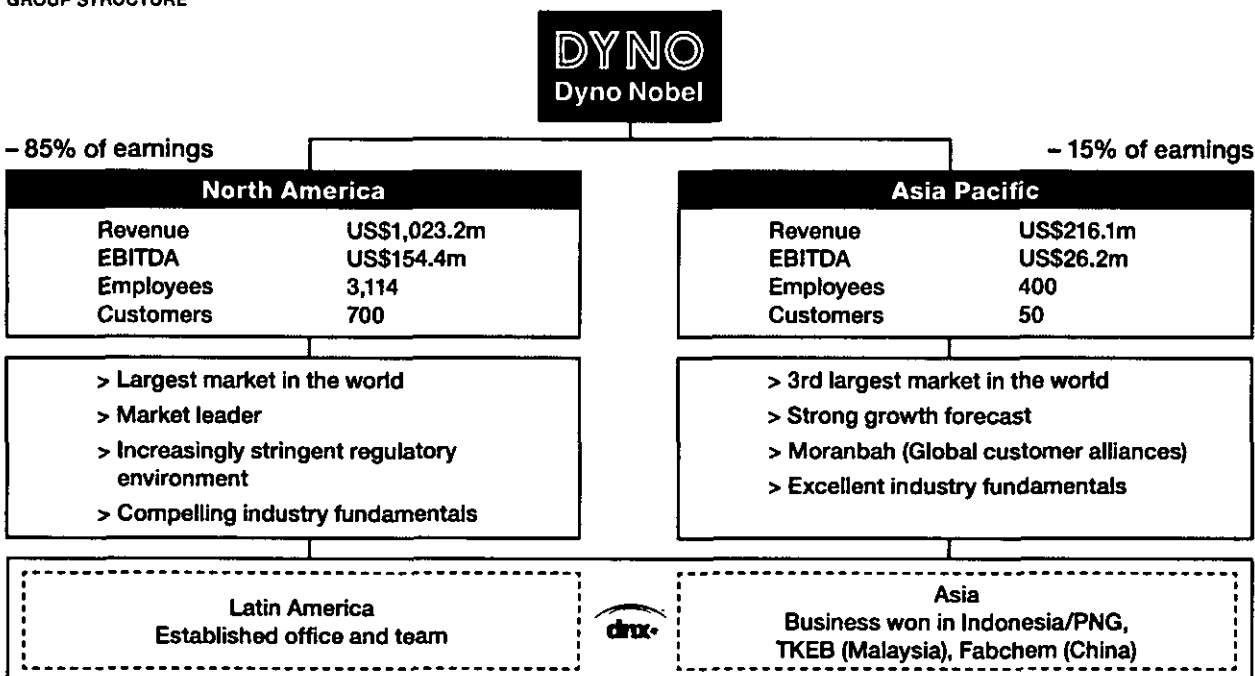 GROUP STRUCTURE
DYNO
Dyno Nobel
– 85% of earnings
– 15% of earnings
North America
Revenue US$1,023.2m
EBITDA US$154.4m
Employees 3,114
Customers 700
Asia Pacific
Revenue US$216.1m
EBITDA US$26.2m
Employees 400
Customers 50
> Largest market in the world
> Market leader
> Increasingly stringent regulatory
environment
> Compelling industry fundamentals
> 3rd largest market in the world
> Strong growth forecast
> Moranbah (Global customer alliances)
> Excellent industry fundamentals
Latin America
Established office and team
dnx
Asia
Business won in Indonesia/PNG,
TKEB (Malaysia), Fabchem (China)